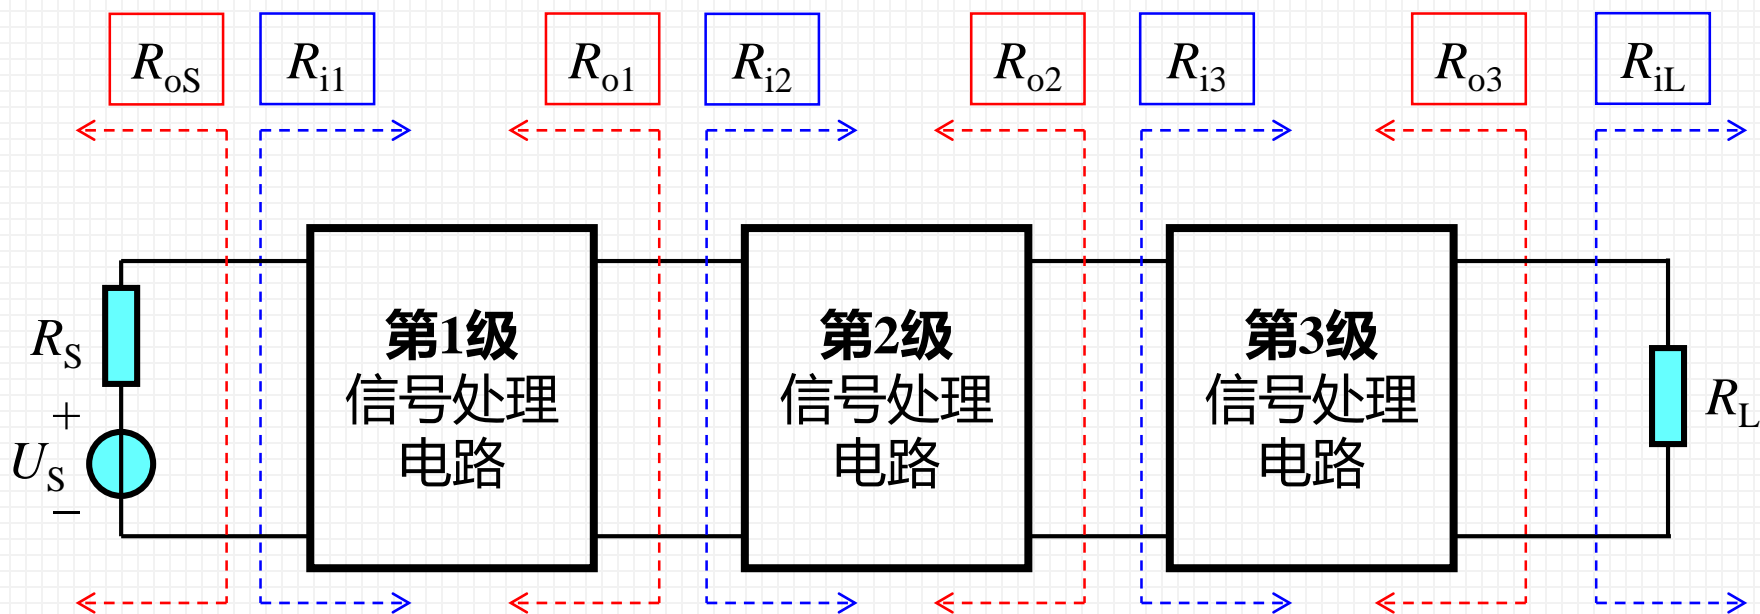 RoS Ri1 Ro1 Ri2 Ro2 Ri3 Ro3 RiL
RS
+
US
−
第1级
信号处理
电路
第2级
信号处理
电路
第3级
信号处理
电路
RL